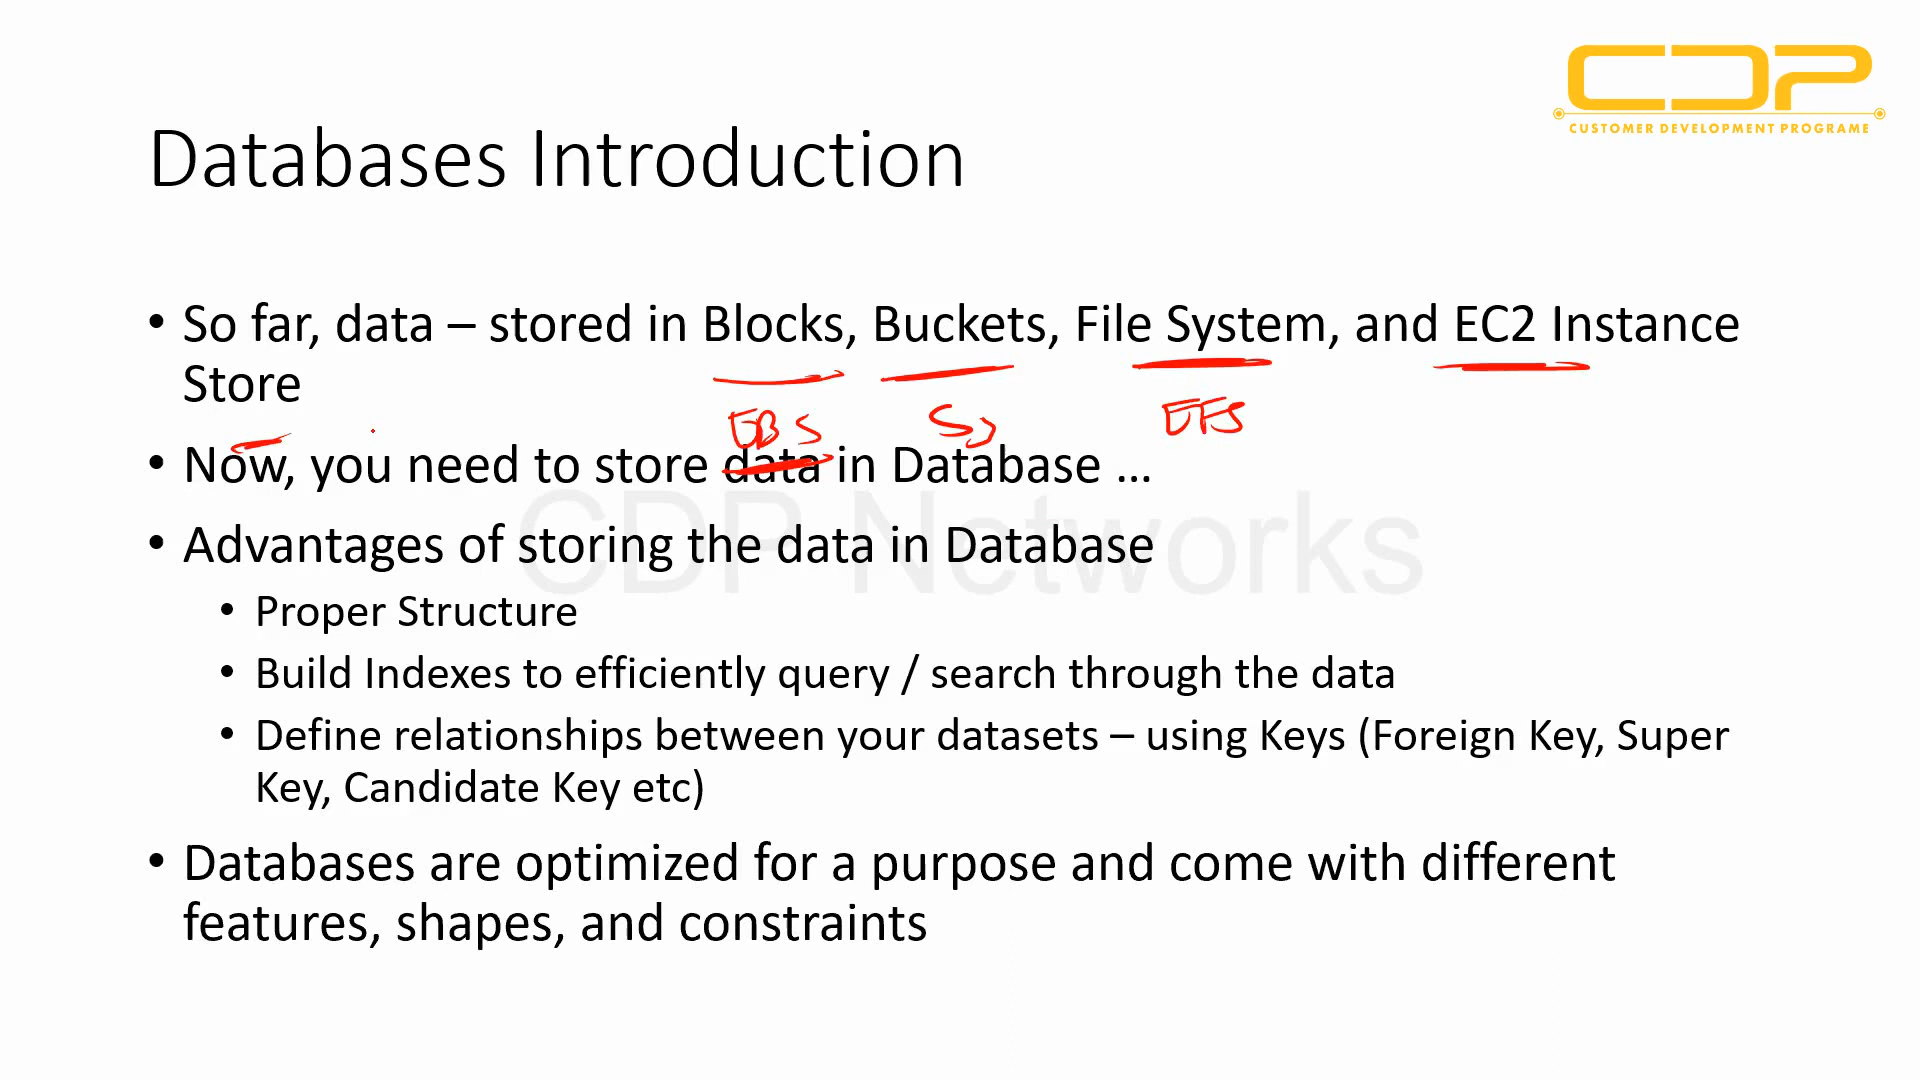 CDP
CUSTOMER DEVELOPMENT PROGRAME
Databases Introduction
• So far, data – stored in Blocks, Buckets, File System, and EC2 Instance
Store
EBS S3 EFS
• Now, you need to store data in Database ...
CDP Networks
• Advantages of storing the data in Database
• Proper Structure
• Build Indexes to efficiently query / search through the data
• Define relationships between your datasets – using Keys (Foreign Key, Super
Key, Candidate Key etc)
• Databases are optimized for a purpose and come with different
features, shapes, and constraints